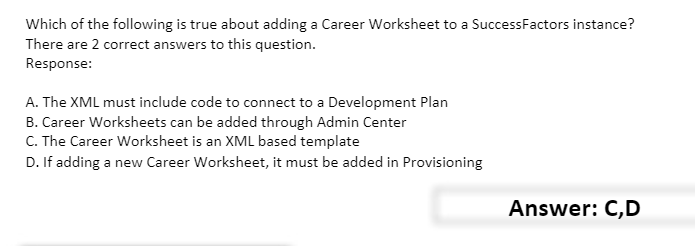 Which of the following is true about adding a Career Worksheet to a SuccessFactors instance?
There are 2 correct answers to this question.
Response:
A. The XML must include code to connect to a Development Plan
B. Career Worksheets can be added through Admin Center
C. The Career Worksheet is an XML based template
D. If adding a new Career Worksheet, it must be added in Provisioning
Answer: C,D